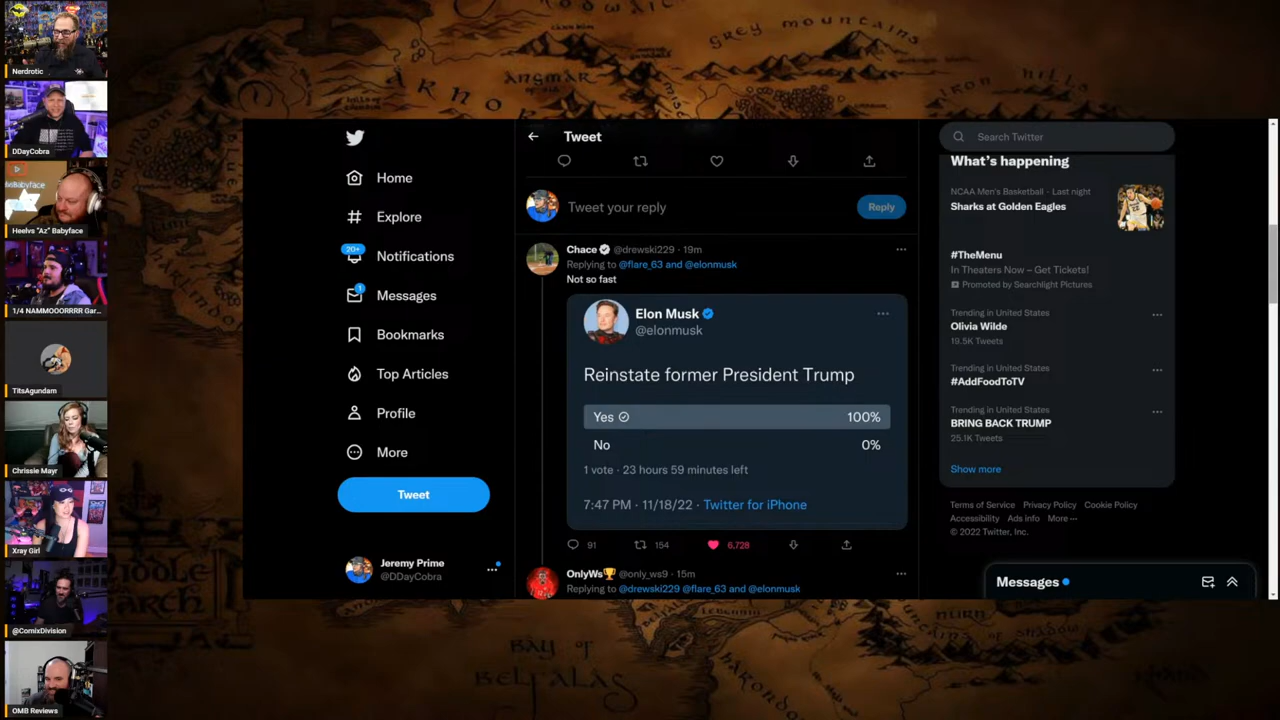 Nerdrotic
DDayCobra
Heelvs "Az" Babyface
1/4 NAMMOOORRRR Gar...
TitsAgundam
Chrissie Mayr
Xray Girl
@ComixDivision
OMB Reviews
GREY MOUNTAINS
ANGMAR
IRON HILLS
Home
Explore
20+
Notifications
1
Messages
Bookmarks
Top Articles
Profile
More
Tweet
Jeremy Prime
@DDayCobra
Tweet
Tweet your reply
Reply
Chace @drewski229 · 19m
Replying to @flare_63 and @elonmusk
Not so fast
Elon Musk
@elonmusk
Reinstate former President Trump
Yes 100%
No 0%
1 vote · 23 hours 59 minutes left
7:47 PM · 11/18/22 · Twitter for iPhone
91 154 6,728
OnlyWs🏆 @only_ws9 · 15m
Replying to @drewski229 @flare_63 and @elonmusk
Search Twitter
What's happening
NCAA Men's Basketball · Last night
Sharks at Golden Eagles
#TheMenu
In Theaters Now – Get Tickets!
Promoted by Searchlight Pictures
Trending in United States
Olivia Wilde
19.5K Tweets
Trending in United States
#AddFoodToTV
Trending in United States
BRING BACK TRUMP
25.1K Tweets
Show more
Terms of Service Privacy Policy Cookie Policy
Accessibility Ads info More ···
© 2022 Twitter, Inc.
Messages
BAY OF
BELFALAS